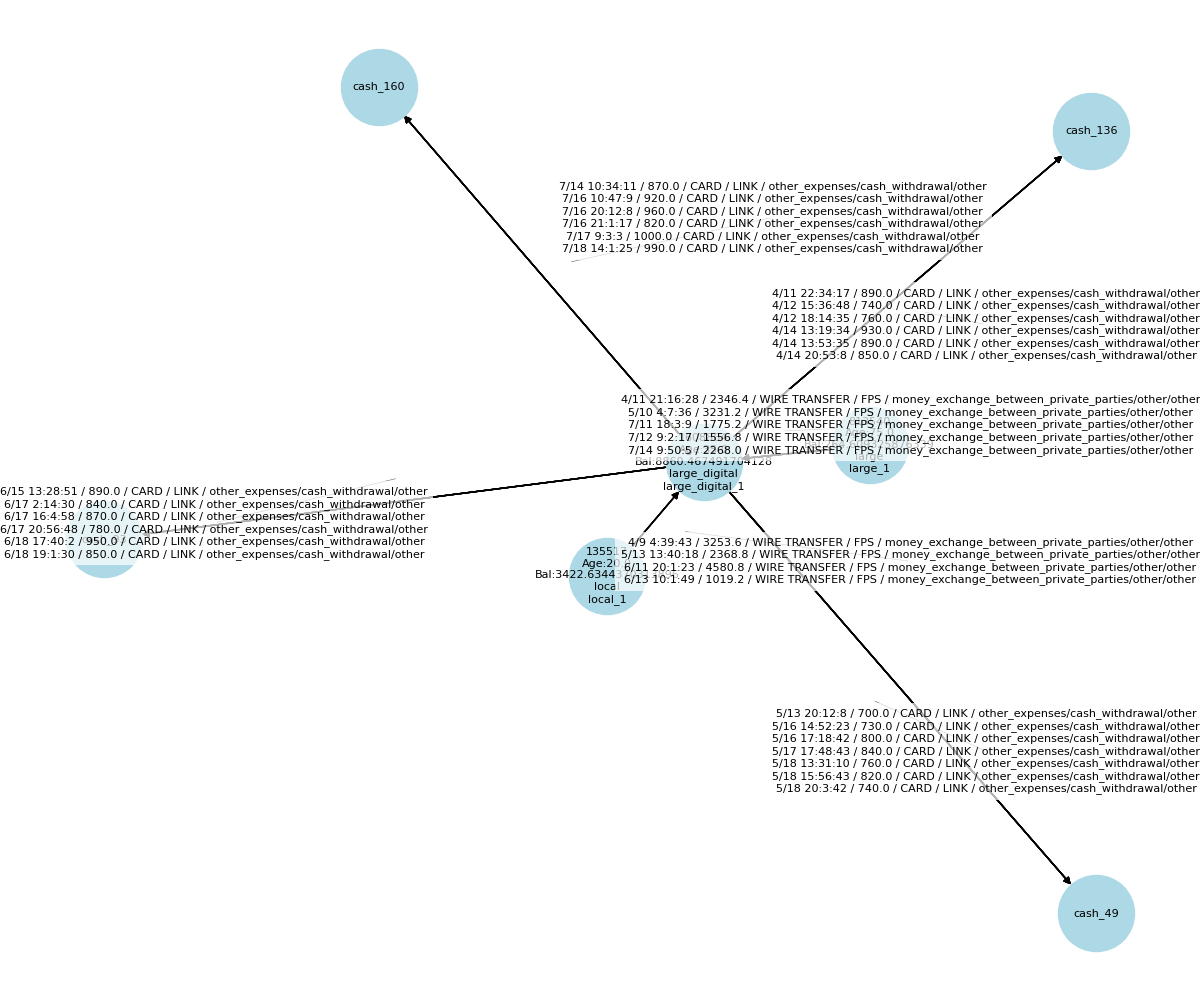 cash_160
cash_136
7/14 10:34:11 / 870.0 / CARD / LINK / other_expenses/cash_withdrawal/other
7/16 10:47:9 / 920.0 / CARD / LINK / other_expenses/cash_withdrawal/other
7/16 20:12:8 / 960.0 / CARD / LINK / other_expenses/cash_withdrawal/other
7/16 21:1:17 / 820.0 / CARD / LINK / other_expenses/cash_withdrawal/other
7/17 9:3:3 / 1000.0 / CARD / LINK / other_expenses/cash_withdrawal/other
7/18 14:1:25 / 990.0 / CARD / LINK / other_expenses/cash_withdrawal/other
4/11 22:34:17 / 890.0 / CARD / LINK / other_expenses/cash_withdrawal/other
4/12 15:36:48 / 740.0 / CARD / LINK / other_expenses/cash_withdrawal/other
4/12 18:14:35 / 760.0 / CARD / LINK / other_expenses/cash_withdrawal/other
4/14 13:19:34 / 930.0 / CARD / LINK / other_expenses/cash_withdrawal/other
4/14 13:53:35 / 890.0 / CARD / LINK / other_expenses/cash_withdrawal/other
4/14 20:53:8 / 850.0 / CARD / LINK / other_expenses/cash_withdrawal/other
4/11 21:16:28 / 2346.4 / WIRE TRANSFER / FPS / money_exchange_between_private_parties/other/other
5/10 4:7:36 / 3231.2 / WIRE TRANSFER / FPS / money_exchange_between_private_parties/other/other
7/11 18:3:9 / 1775.2 / WIRE TRANSFER / FPS / money_exchange_between_private_parties/other/other
7/12 9:2:17 / 1556.8 / WIRE TRANSFER / FPS / money_exchange_between_private_parties/other/other
7/14 9:50:5 / 2268.0 / WIRE TRANSFER / FPS / money_exchange_between_private_parties/other/other
Bal:8860.467491704128
large_digital
large_digital_1
large
large_1
6/15 13:28:51 / 890.0 / CARD / LINK / other_expenses/cash_withdrawal/other
6/17 2:14:30 / 840.0 / CARD / LINK / other_expenses/cash_withdrawal/other
6/17 16:4:58 / 870.0 / CARD / LINK / other_expenses/cash_withdrawal/other
6/17 20:56:48 / 780.0 / CARD / LINK / other_expenses/cash_withdrawal/other
6/18 17:40:2 / 950.0 / CARD / LINK / other_expenses/cash_withdrawal/other
6/18 19:1:30 / 850.0 / CARD / LINK / other_expenses/cash_withdrawal/other
4/9 4:39:43 / 3253.6 / WIRE TRANSFER / FPS / money_exchange_between_private_parties/other/other
5/13 13:40:18 / 2368.8 / WIRE TRANSFER / FPS / money_exchange_between_private_parties/other/other
6/11 20:1:23 / 4580.8 / WIRE TRANSFER / FPS / money_exchange_between_private_parties/other/other
6/13 10:1:49 / 1019.2 / WIRE TRANSFER / FPS / money_exchange_between_private_parties/other/other
local
local_1
5/13 20:12:8 / 700.0 / CARD / LINK / other_expenses/cash_withdrawal/other
5/16 14:52:23 / 730.0 / CARD / LINK / other_expenses/cash_withdrawal/other
5/16 17:18:42 / 800.0 / CARD / LINK / other_expenses/cash_withdrawal/other
5/17 17:48:43 / 840.0 / CARD / LINK / other_expenses/cash_withdrawal/other
5/18 13:31:10 / 760.0 / CARD / LINK / other_expenses/cash_withdrawal/other
5/18 15:56:43 / 820.0 / CARD / LINK / other_expenses/cash_withdrawal/other
5/18 20:3:42 / 740.0 / CARD / LINK / other_expenses/cash_withdrawal/other
cash_49